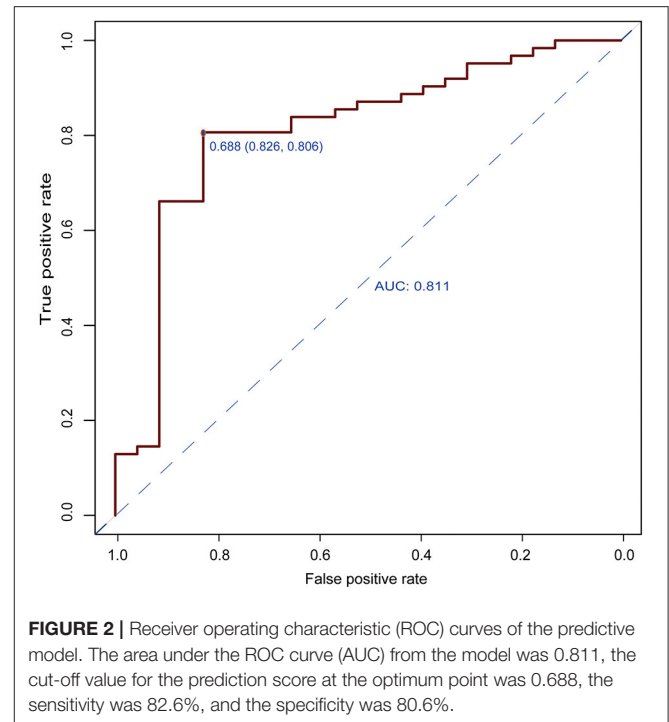 1.0
0.8
0.6
0.4
0.2
0.0
True positive rate
0.688 (0.826, 0.806)
AUC: 0.811
1.0 0.8 0.6 0.4 0.2 0.0
False positive rate
FIGURE 2 | Receiver operating characteristic (ROC) curves of the predictive
model. The area under the ROC curve (AUC) from the model was 0.811, the
cut-off value for the prediction score at the optimum point was 0.688, the
sensitivity was 82.6%, and the specificity was 80.6%.